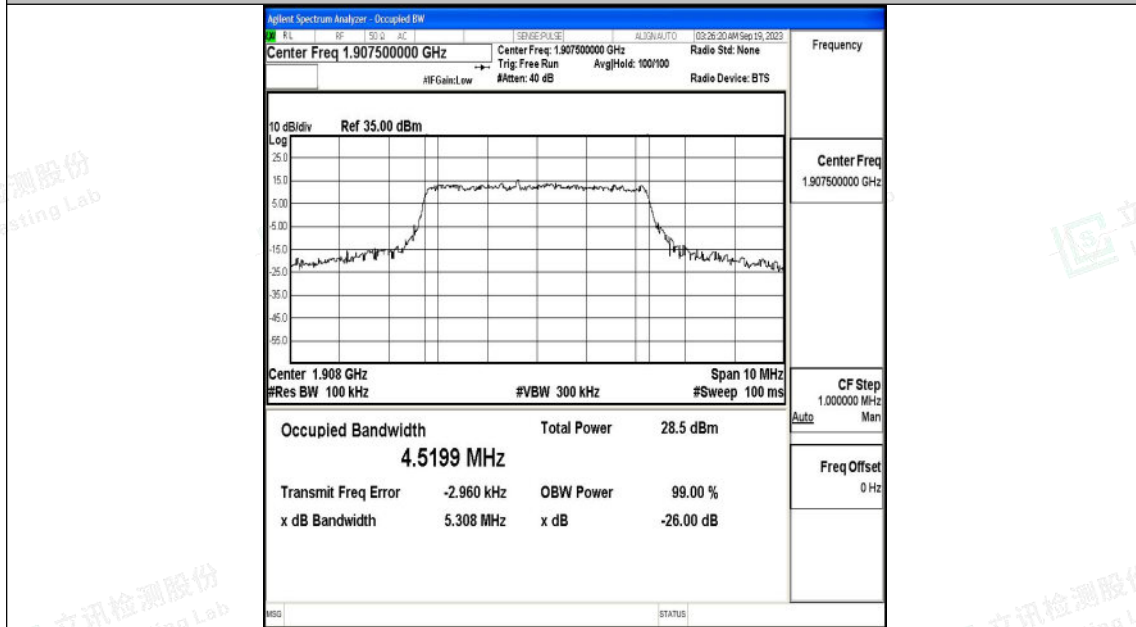 Agilent Spectrum Analyzer - Occupied BW
RL RF 50 Ω AC SENSE:PULSE ALIGNAUTO 03:26:20 AM Sep 19, 2023
Center Freq 1.907500000 GHz
Center Freq: 1.907500000 GHz Radio Std: None
Trig: Free Run Avg|Hold: 100/100
#IFGain:Low #Atten: 40 dB Radio Device: BTS
Frequency
10 dB/div Ref 35.00 dBm
Log
25.0
15.0
5.00
-5.00
-15.0
-25.0
-35.0
-45.0
-55.0
Center 1.908 GHz Span 10 MHz
#Res BW 100 kHz #VBW 300 kHz #Sweep 100 ms
Center Freq
1.907500000 GHz
CF Step
1.000000 MHz
Auto Man
Freq Offset
0 Hz
Occupied Bandwidth Total Power 28.5 dBm
4.5199 MHz
Transmit Freq Error -2.960 kHz OBW Power 99.00 %
x dB Bandwidth 5.308 MHz x dB -26.00 dB
MSG STATUS
检测股份
esting Lab
立讯检测股份